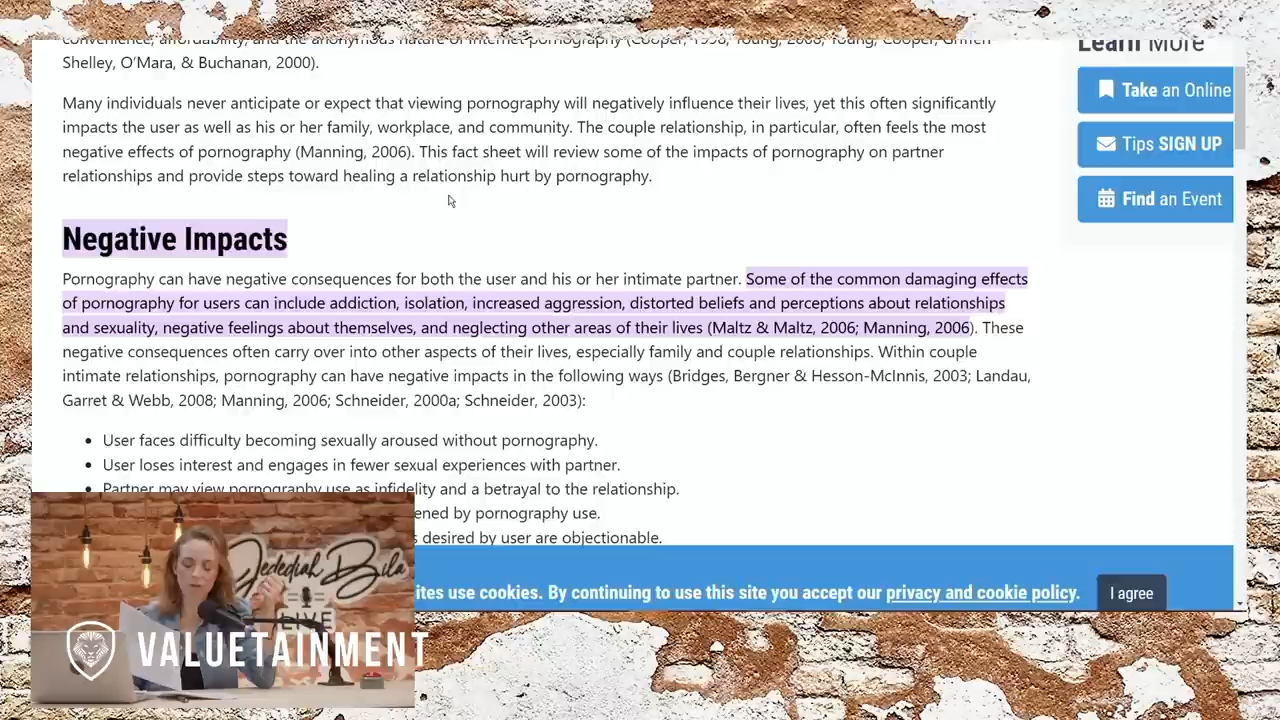 convenience, affordability, and the anonymous nature of Internet pornography (Cooper, 1998; Young, 2008; Young, Cooper, Griffen-
Shelley, O'Mara, & Buchanan, 2000).
Many individuals never anticipate or expect that viewing pornography will negatively influence their lives, yet this often significantly
impacts the user as well as his or her family, workplace, and community. The couple relationship, in particular, often feels the most
negative effects of pornography (Manning, 2006). This fact sheet will review some of the impacts of pornography on partner
relationships and provide steps toward healing a relationship hurt by pornography.
Negative Impacts
Pornography can have negative consequences for both the user and his or her intimate partner. Some of the common damaging effects
of pornography for users can include addiction, isolation, increased aggression, distorted beliefs and perceptions about relationships
and sexuality, negative feelings about themselves, and neglecting other areas of their lives (Maltz & Maltz, 2006; Manning, 2006). These
negative consequences often carry over into other aspects of their lives, especially family and couple relationships. Within couple
intimate relationships, pornography can have negative impacts in the following ways (Bridges, Bergner & Hesson-McInnis, 2003; Landau,
Garret & Webb, 2008; Manning, 2006; Schneider, 2000a; Schneider, 2003):
• User faces difficulty becoming sexually aroused without pornography.
• User loses interest and engages in fewer sexual experiences with partner.
• Partner may view pornography use as infidelity and a betrayal to the relationship.
ened by pornography use.
s desired by user are objectionable.
Learn More
Take an Online
Tips SIGN UP
Find an Event
ites use cookies. By continuing to use this site you accept our privacy and cookie policy.
I agree
Jedediah Bila
LIVE
VALUETAINMENT